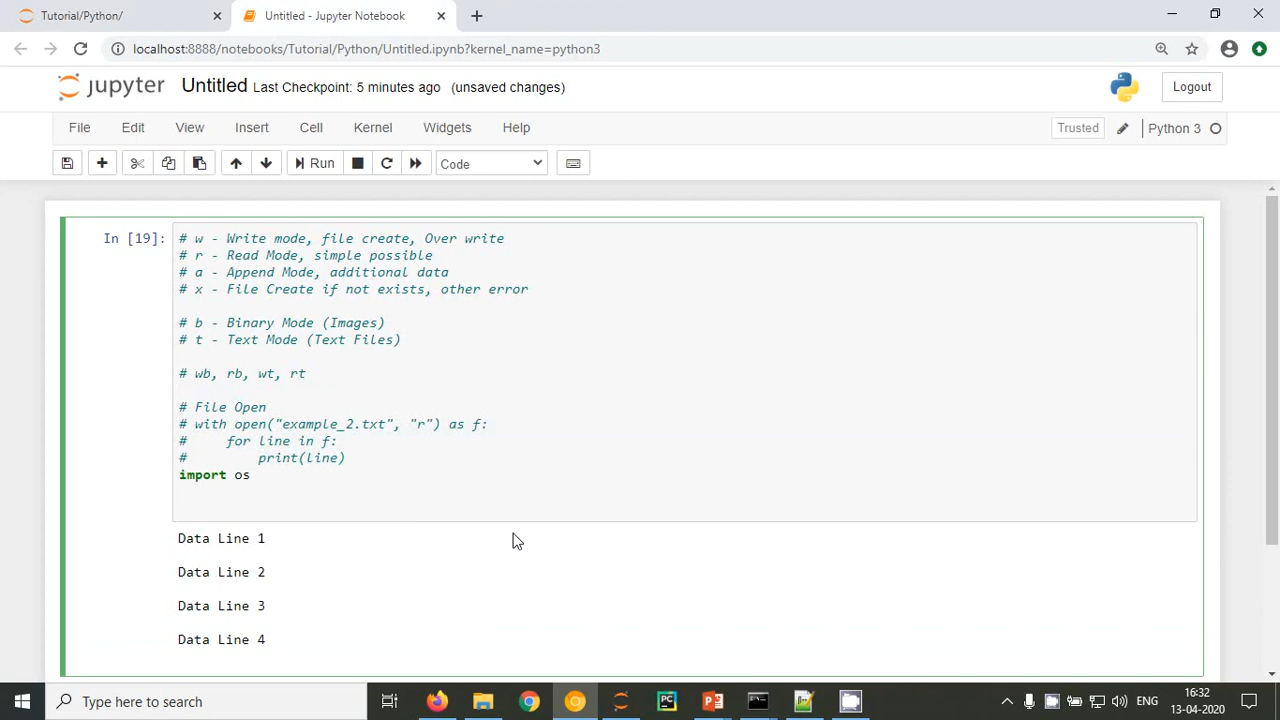 Tutorial/Python/
Untitled - Jupyter Notebook
localhost:8888/notebooks/Tutorial/Python/Untitled.ipynb?kernel_name=python3
jupyter Untitled Last Checkpoint: 5 minutes ago (unsaved changes)
Logout
File Edit View Insert Cell Kernel Widgets Help
Trusted
Python 3
Run
Code
In [19]:
# w - Write mode, file create, Over write
# r - Read Mode, simple possible
# a - Append Mode, additional data
# x - File Create if not exists, other error
# b - Binary Mode (Images)
# t - Text Mode (Text Files)
# wb, rb, wt, rt
# File Open
# with open("example_2.txt", "r") as f:
#     for line in f:
#         print(line)
import os
Data Line 1
Data Line 2
Data Line 3
Data Line 4
Type here to search
PC
ENG
16:32
13-04-2020